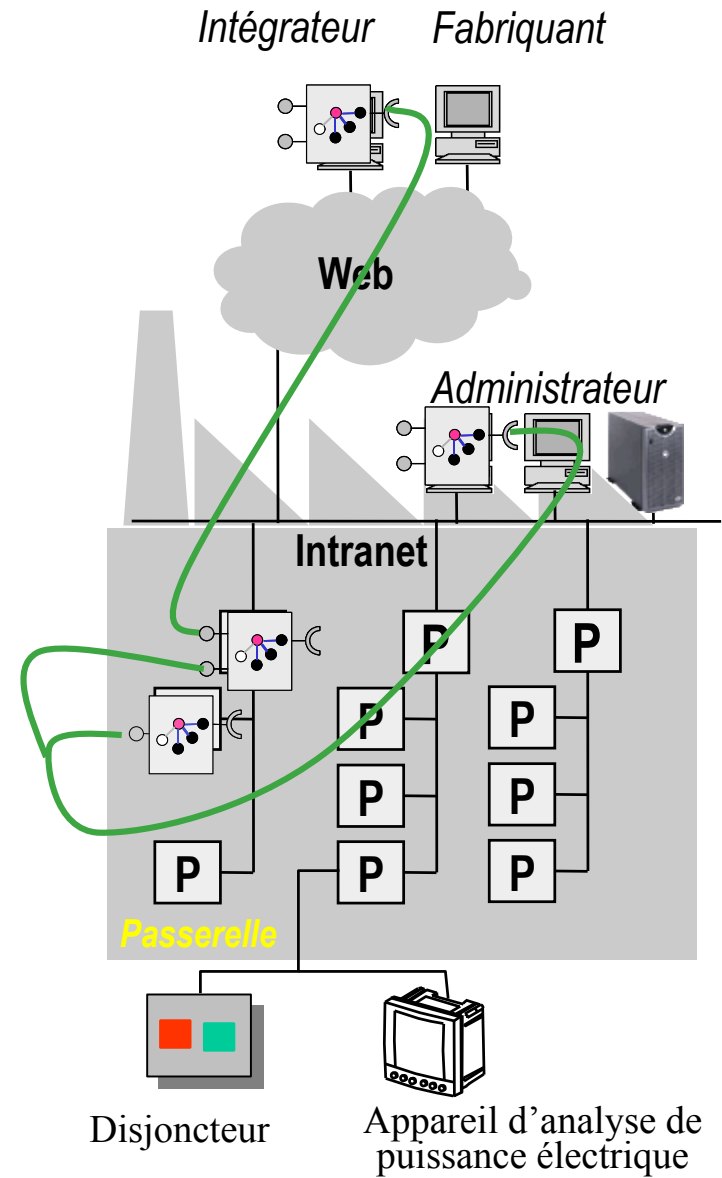 Intégrateur Fabriquant
Web
Administrateur
Intranet
P P
P P
P P
P P P
Passerelle
Disjoncteur
Appareil d’analyse de
puissance électrique